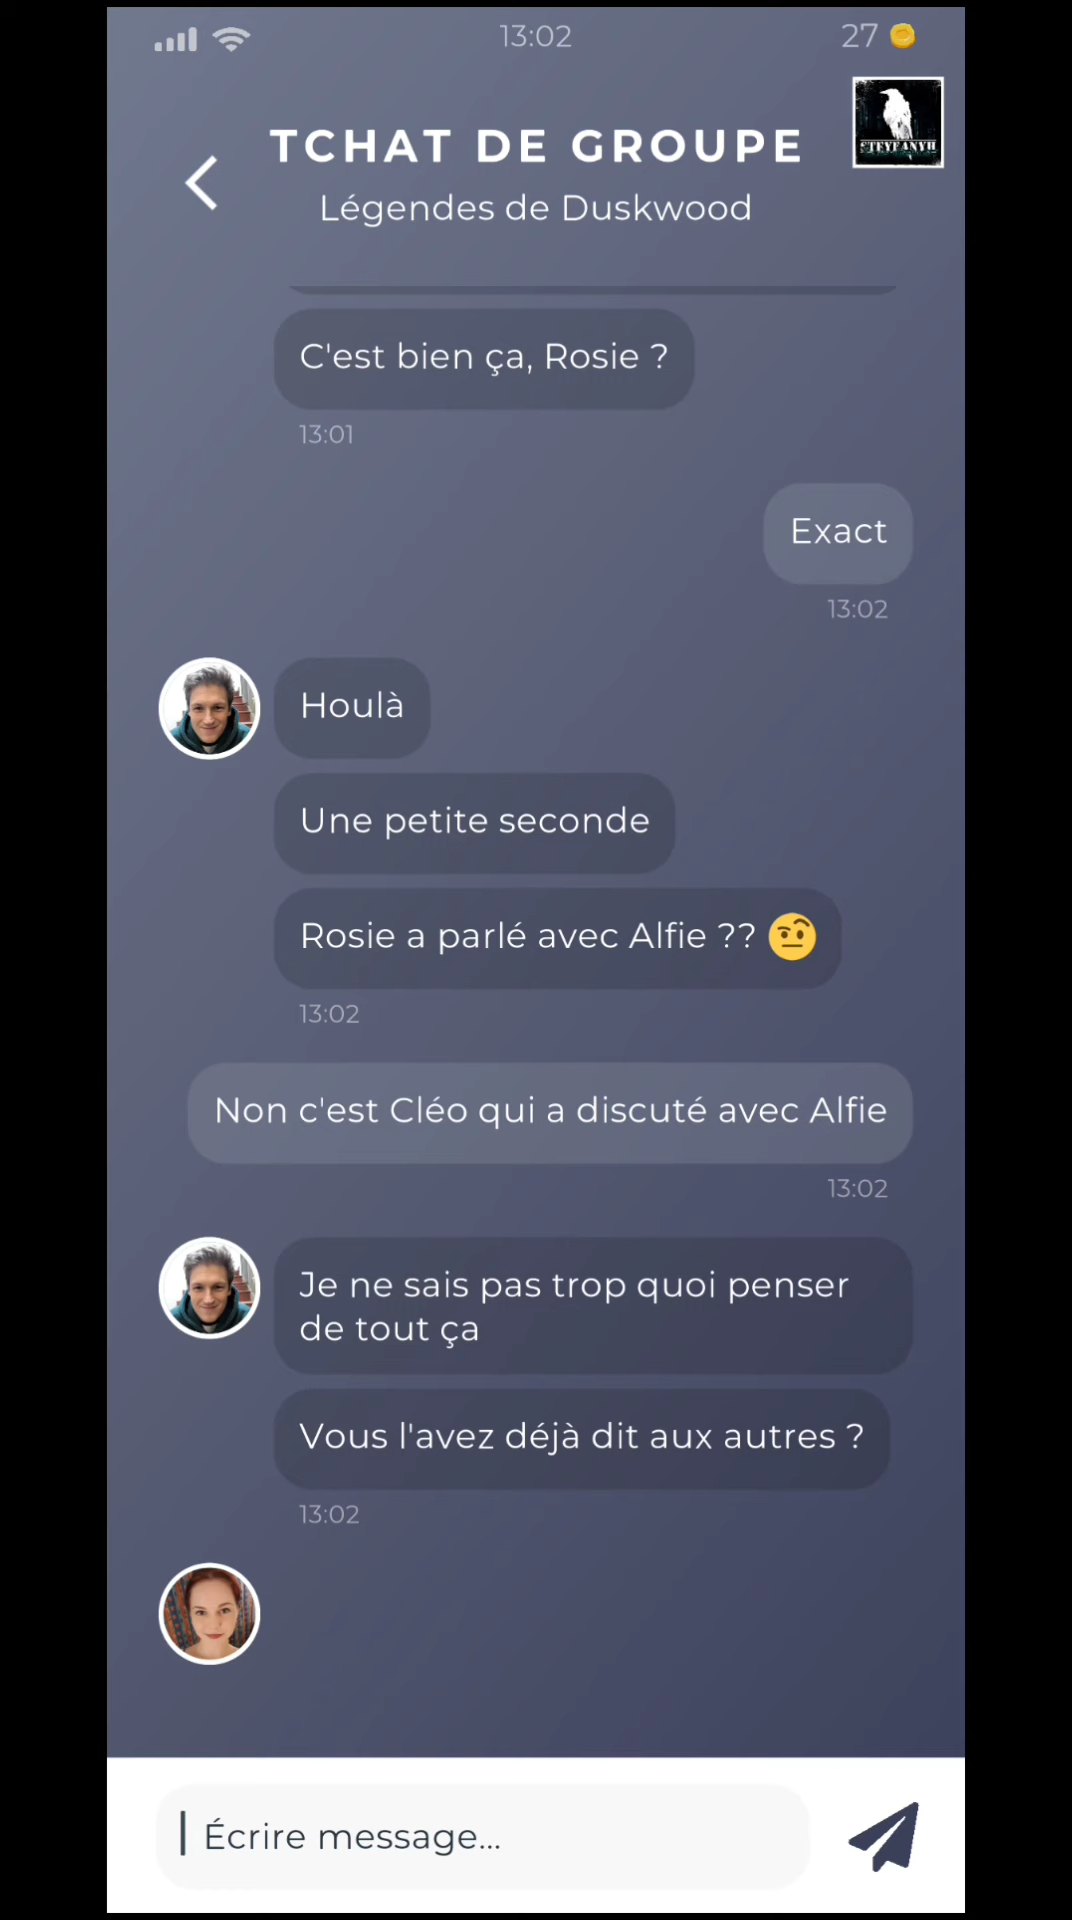 13:02
27
TCHAT DE GROUPE
STEYFANYH
Légendes de Duskwood
C'est bien ça, Rosie ?
13:01
Exact
13:02
Houlà
Une petite seconde
Rosie a parlé avec Alfie ?? 🤨
13:02
Non c'est Cléo qui a discuté avec Alfie
13:02
Je ne sais pas trop quoi penser
de tout ça
Vous l'avez déjà dit aux autres ?
13:02
Écrire message...